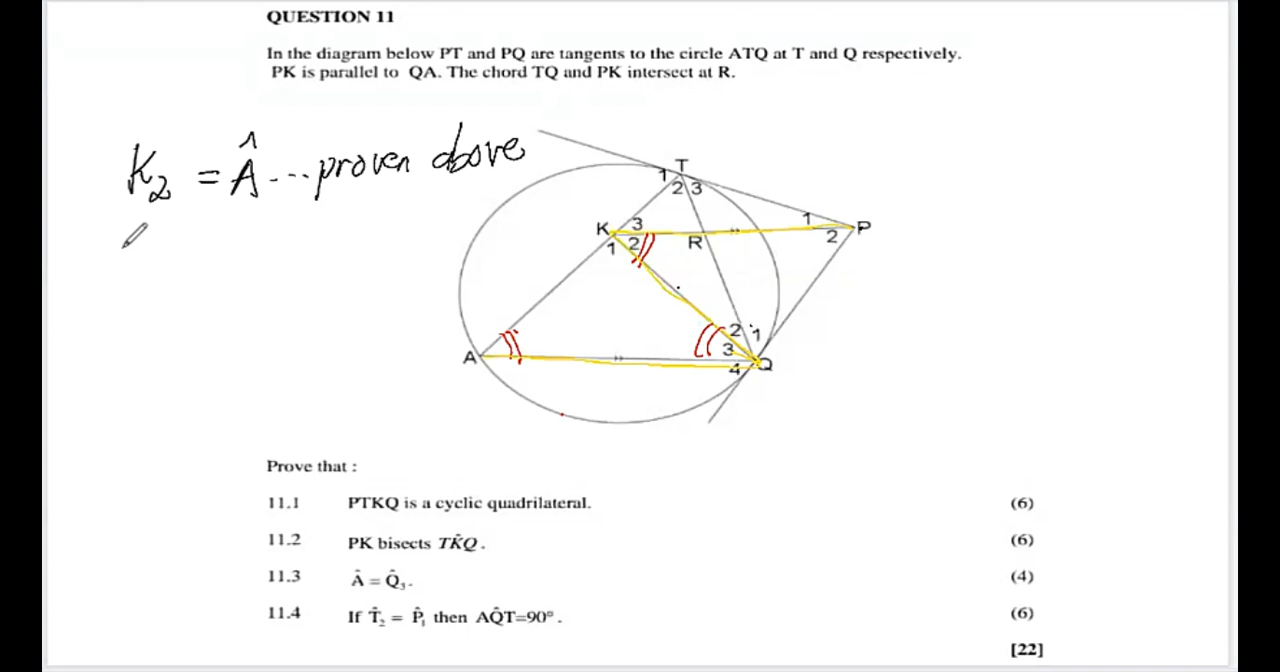 QUESTION 11
In the diagram below PT and PQ are tangents to the circle ATQ at T and Q respectively.
PK is parallel to QA. The chord TQ and PK intersect at R.
K₂ = Â ... proven above
T
1
2 3
K 3
1 2
R
1
2
P
A
2 1
3
4
Q
Prove that :
11.1 PTKQ is a cyclic quadrilateral. (6)
11.2 PK bisects TK̂Q . (6)
11.3 Â = Q̂₃. (4)
11.4 If T̂₂ = P̂₁ then AQ̂T=90° . (6)
[22]